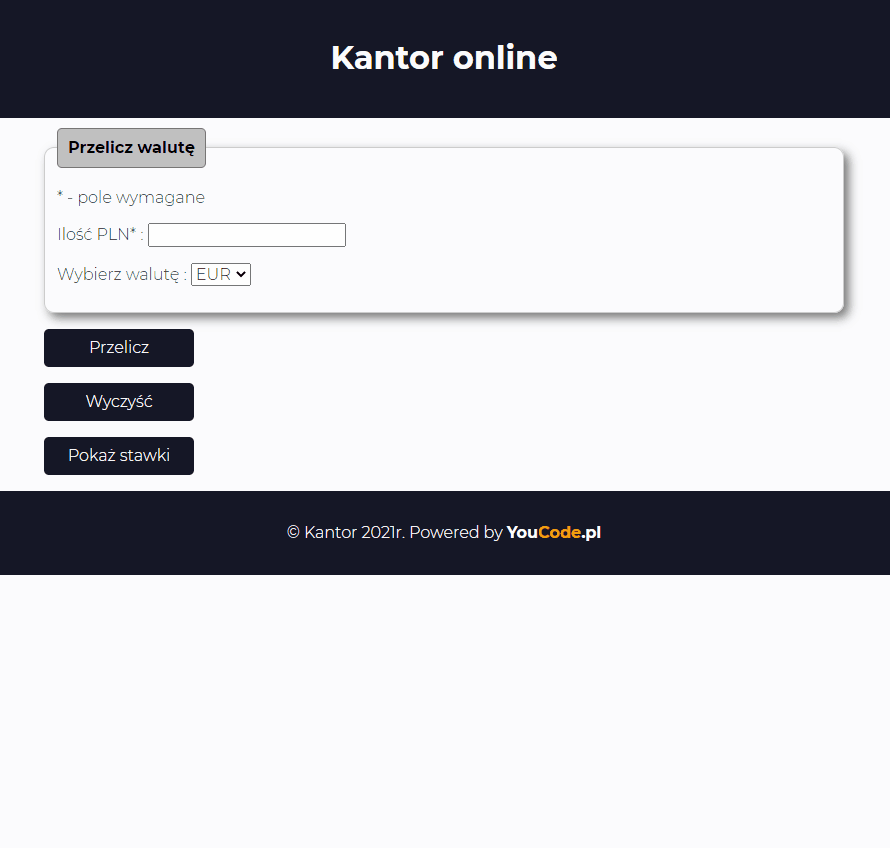 Kantor online
Przelicz walutę
* - pole wymagane
Ilość PLN* :
Wybierz walutę : EUR
Przelicz
Wyczyść
Pokaż stawki
© Kantor 2021r. Powered by YouCode.pl